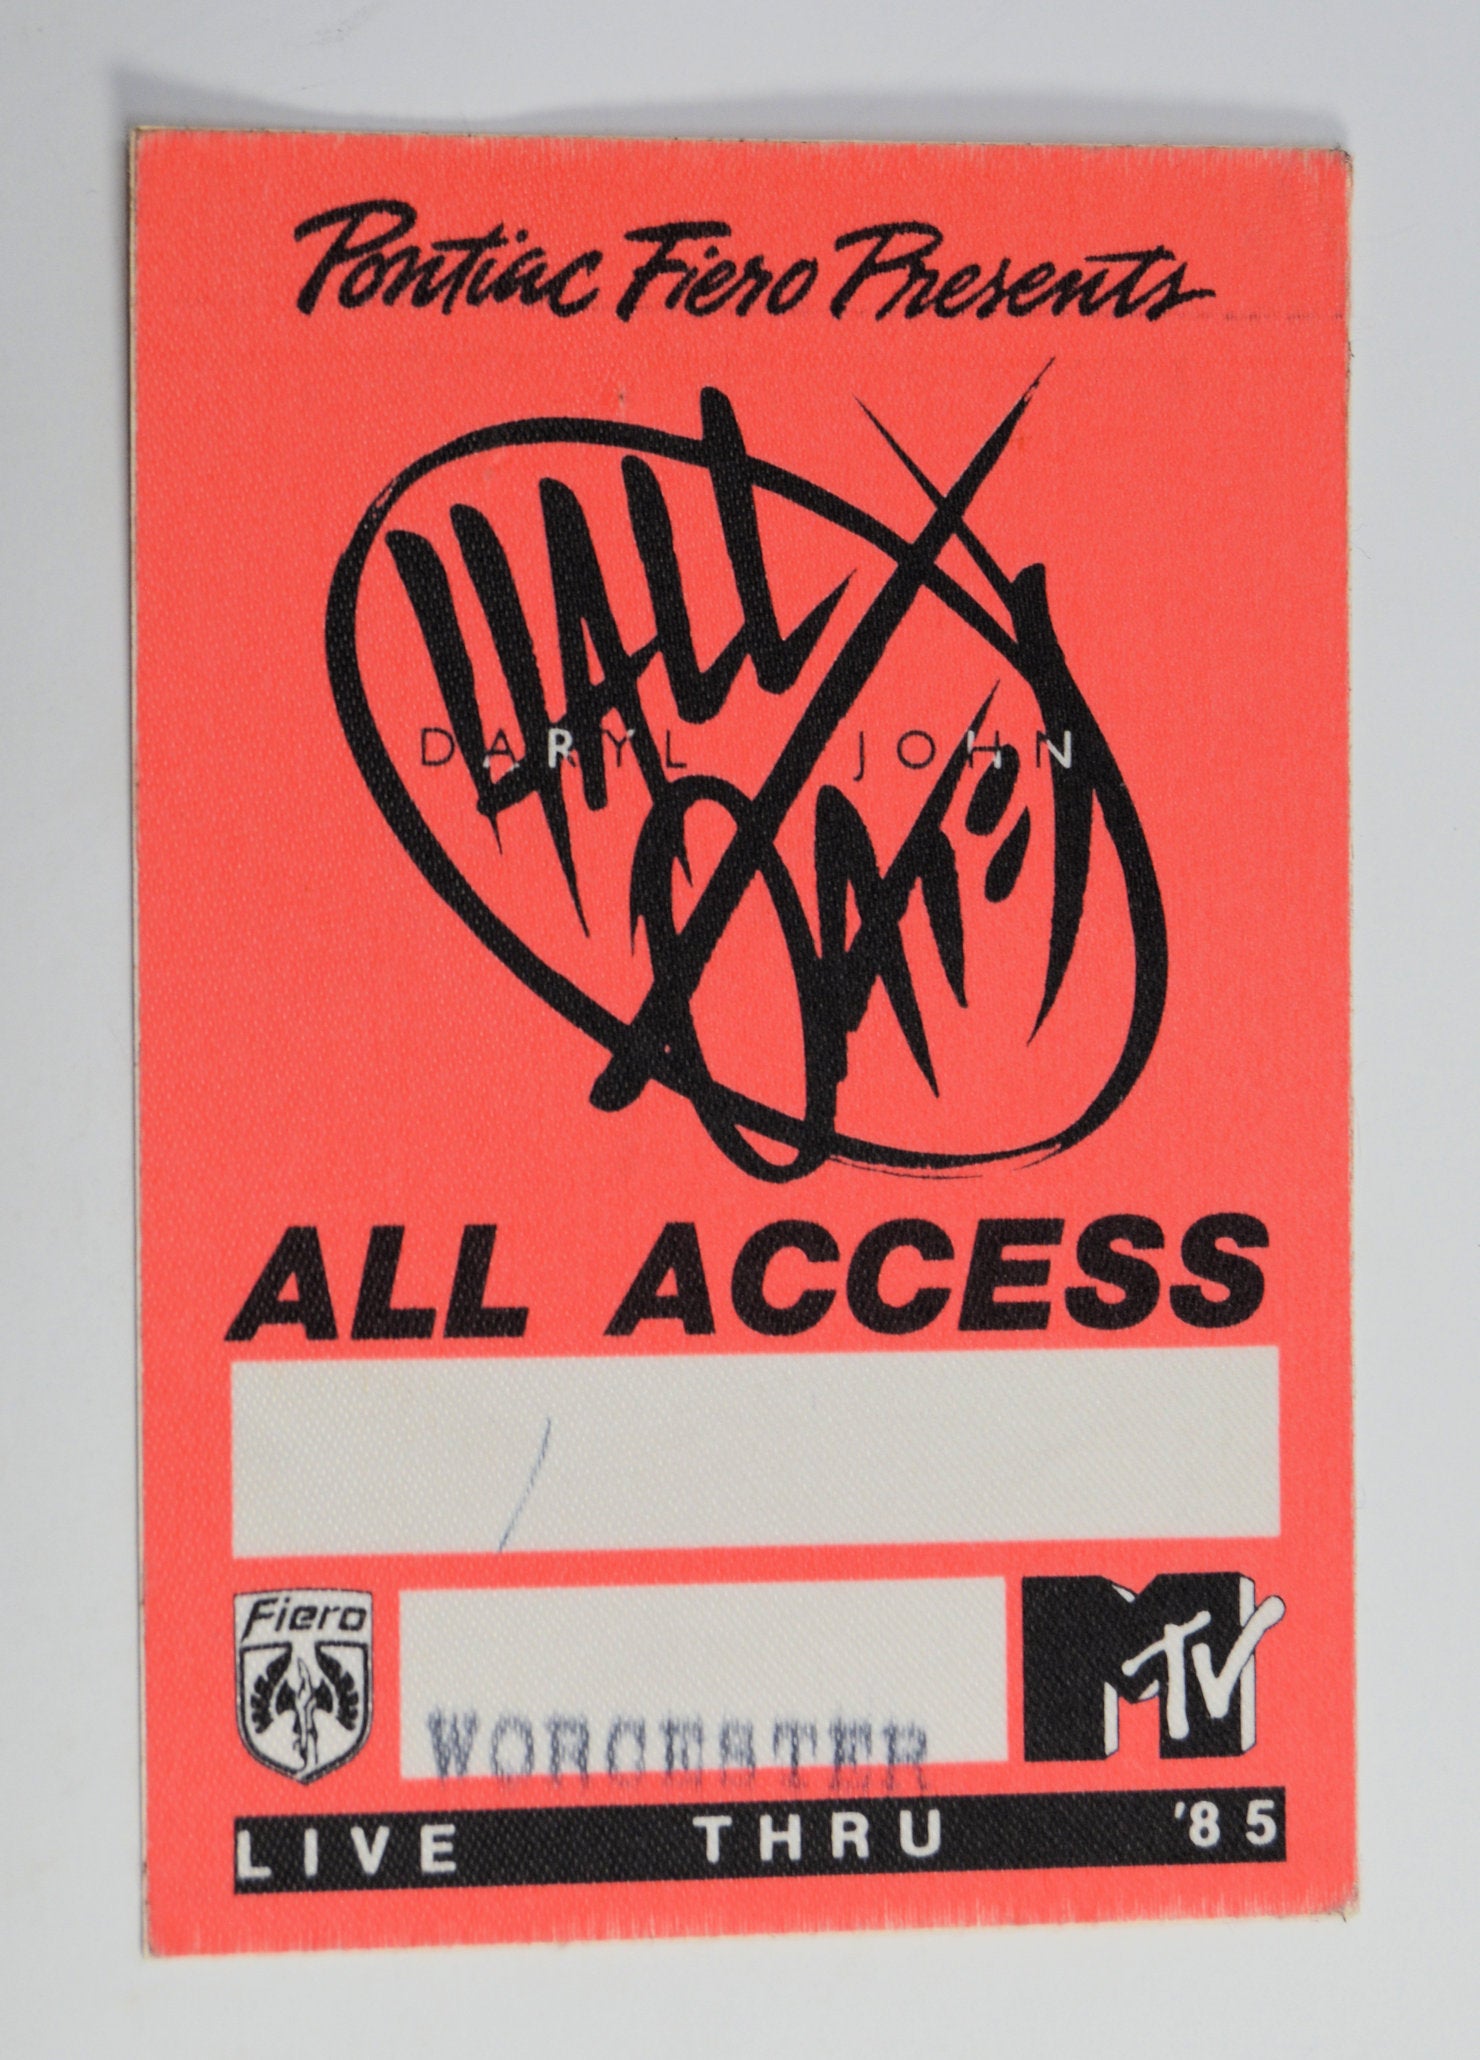 Pontiac Fiero Presents
HALL
DARYL JOHN
OATES
ALL ACCESS
Fiero
MTV
WORCESTER
LIVE THRU '85